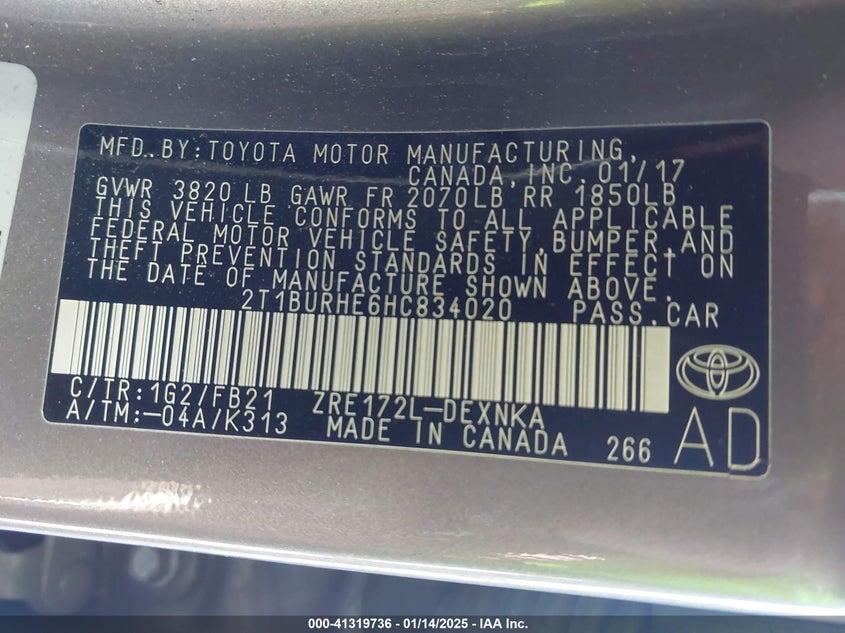 MFD. BY: TOYOTA MOTOR MANUFACTURING,
CANADA, INC. 01/17
GVWR 3820 LB GAWR FR 2070LB RR 1850LB
THIS VEHICLE CONFORMS TO ALL APPLICABLE
FEDERAL MOTOR VEHICLE SAFETY, BUMPER, AND
THEFT PREVENTION STANDARDS IN EFFECT ON
THE DATE OF MANUFACTURE SHOWN ABOVE.
2T1BURHE6HC834020 PASS. CAR
C/TR: 1G2/FB21 ZRE172L-DEXNKA
A/TM: -04A/K313 MADE IN CANADA 266 AD
000-41319736 - 01/14/2025 - IAA Inc.